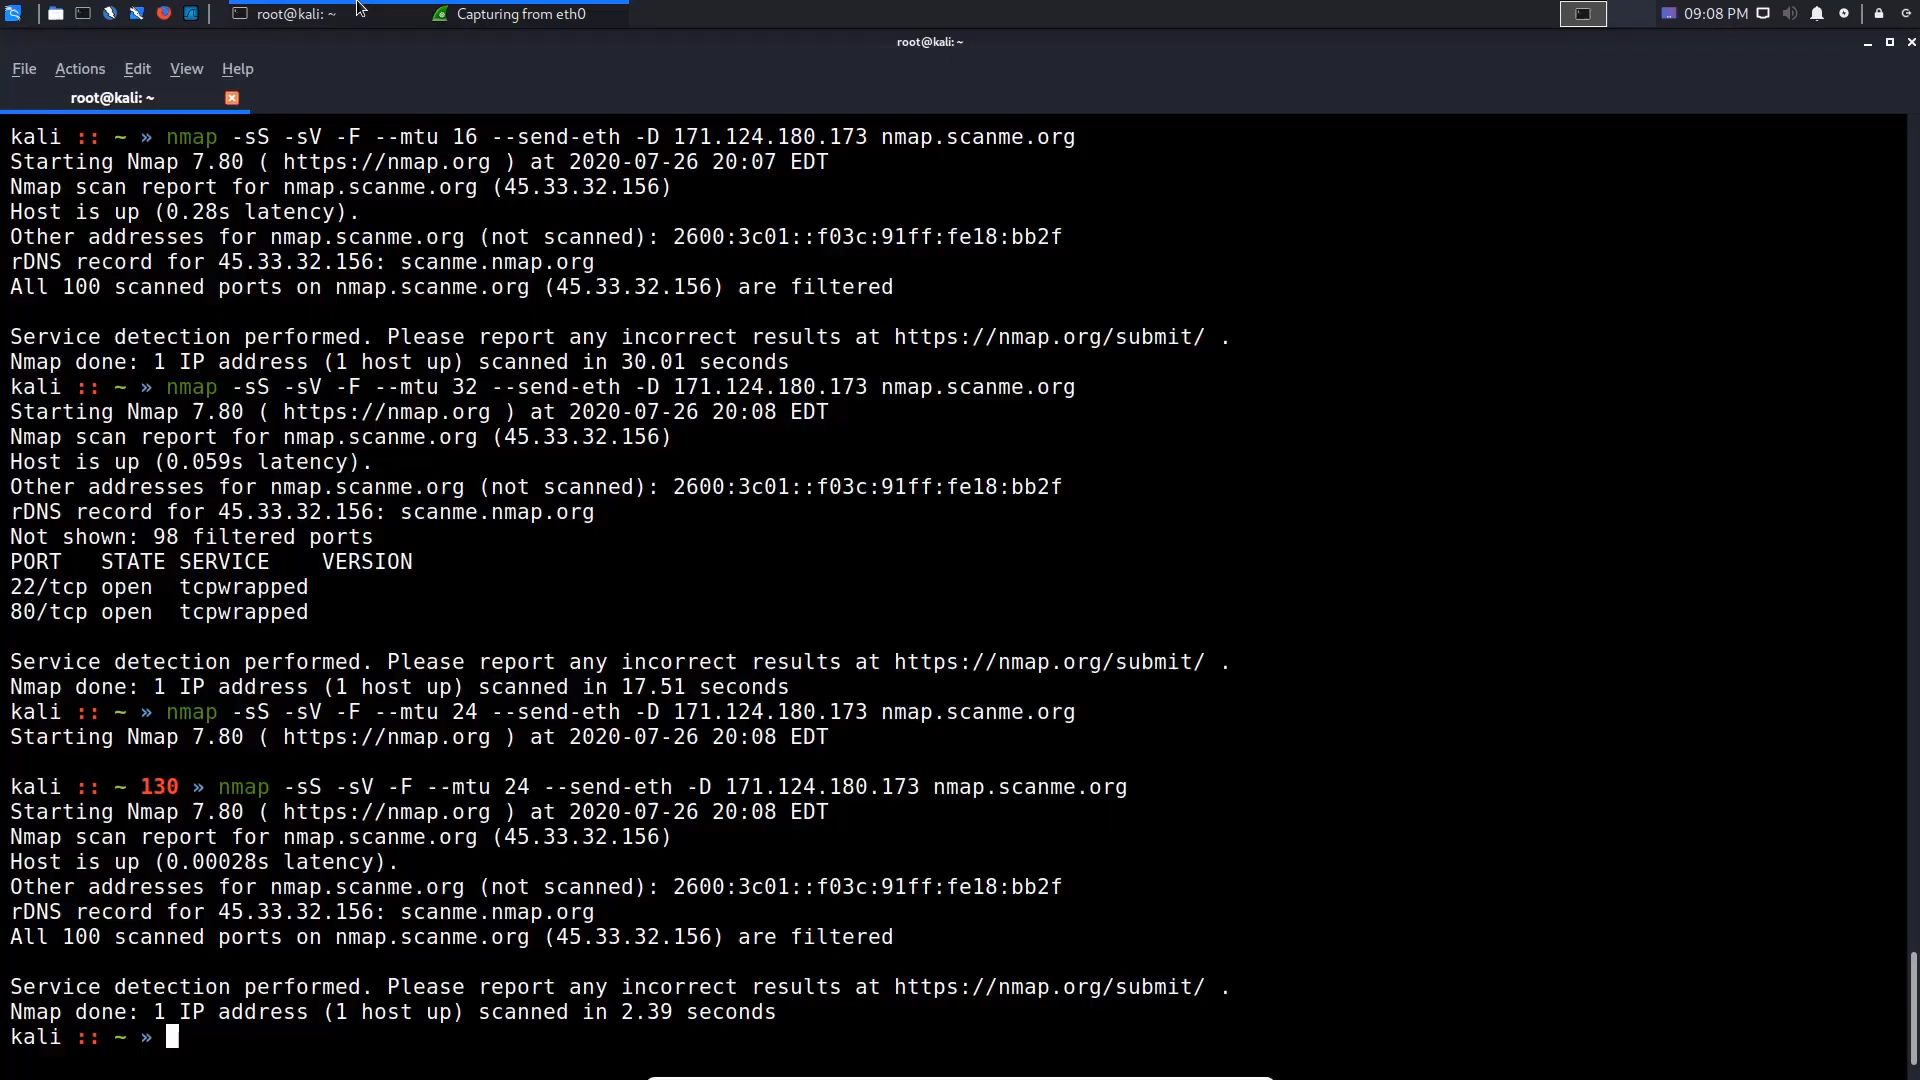 root@kali: ~
Capturing from eth0
09:08 PM
root@kali: ~
File Actions Edit View Help
root@kali: ~
kali :: ~ » nmap -sS -sV -F --mtu 16 --send-eth -D 171.124.180.173 nmap.scanme.org
Starting Nmap 7.80 ( https://nmap.org ) at 2020-07-26 20:07 EDT
Nmap scan report for nmap.scanme.org (45.33.32.156)
Host is up (0.28s latency).
Other addresses for nmap.scanme.org (not scanned): 2600:3c01::f03c:91ff:fe18:bb2f
rDNS record for 45.33.32.156: scanme.nmap.org
All 100 scanned ports on nmap.scanme.org (45.33.32.156) are filtered

Service detection performed. Please report any incorrect results at https://nmap.org/submit/ .
Nmap done: 1 IP address (1 host up) scanned in 30.01 seconds
kali :: ~ » nmap -sS -sV -F --mtu 32 --send-eth -D 171.124.180.173 nmap.scanme.org
Starting Nmap 7.80 ( https://nmap.org ) at 2020-07-26 20:08 EDT
Nmap scan report for nmap.scanme.org (45.33.32.156)
Host is up (0.059s latency).
Other addresses for nmap.scanme.org (not scanned): 2600:3c01::f03c:91ff:fe18:bb2f
rDNS record for 45.33.32.156: scanme.nmap.org
Not shown: 98 filtered ports
PORT   STATE SERVICE    VERSION
22/tcp open  tcpwrapped
80/tcp open  tcpwrapped

Service detection performed. Please report any incorrect results at https://nmap.org/submit/ .
Nmap done: 1 IP address (1 host up) scanned in 17.51 seconds
kali :: ~ » nmap -sS -sV -F --mtu 24 --send-eth -D 171.124.180.173 nmap.scanme.org
Starting Nmap 7.80 ( https://nmap.org ) at 2020-07-26 20:08 EDT

kali :: ~ 130 » nmap -sS -sV -F --mtu 24 --send-eth -D 171.124.180.173 nmap.scanme.org
Starting Nmap 7.80 ( https://nmap.org ) at 2020-07-26 20:08 EDT
Nmap scan report for nmap.scanme.org (45.33.32.156)
Host is up (0.00028s latency).
Other addresses for nmap.scanme.org (not scanned): 2600:3c01::f03c:91ff:fe18:bb2f
rDNS record for 45.33.32.156: scanme.nmap.org
All 100 scanned ports on nmap.scanme.org (45.33.32.156) are filtered

Service detection performed. Please report any incorrect results at https://nmap.org/submit/ .
Nmap done: 1 IP address (1 host up) scanned in 2.39 seconds
kali :: ~ »